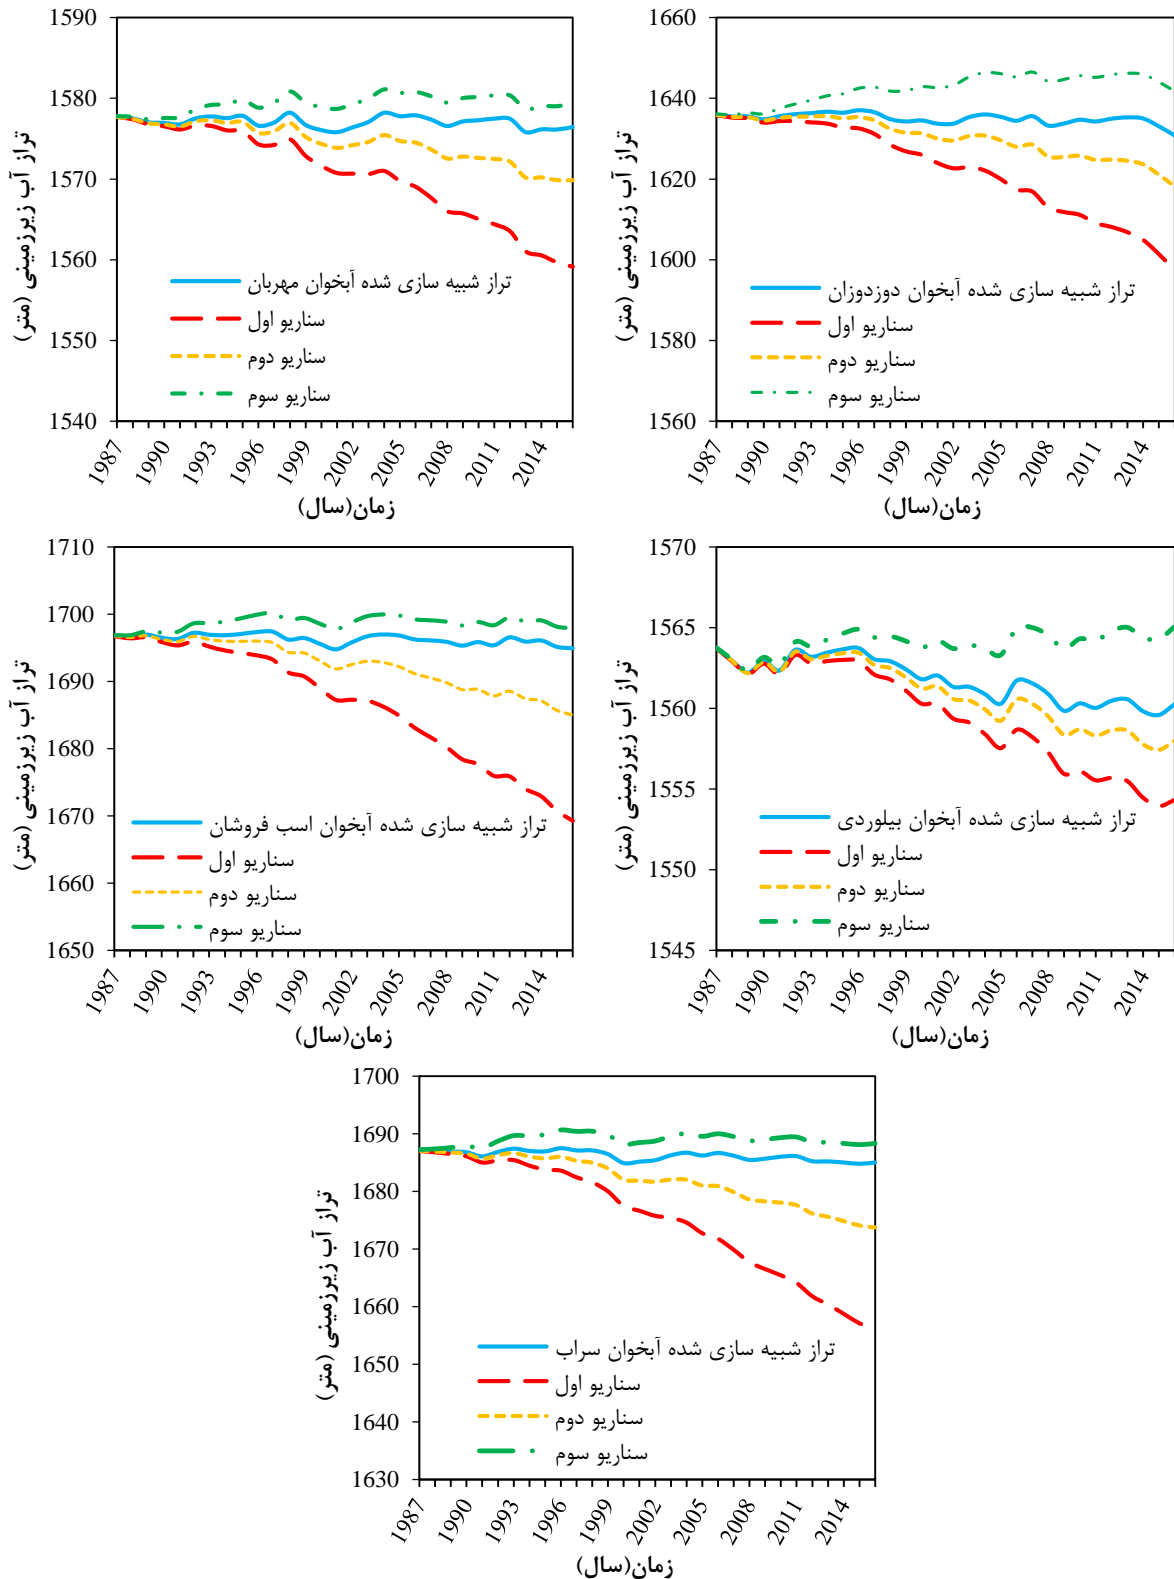 1590
1580
1570
1560
1550
1540
تراز آب زیرزمینی (متر)
تراز شبیه سازی شده آبخوان مهربان
سناریو اول
سناریو دوم
سناریو سوم
1987
1990
1993
1996
1999
2002
2005
2008
2011
2014
زمان(سال)
1660
1640
1620
1600
1580
1560
تراز آب زیرزمینی (متر)
تراز شبیه سازی شده آبخوان دوزدوزان
سناریو اول
سناریو دوم
سناریو سوم
1987
1990
1993
1996
1999
2002
2005
2008
2011
2014
زمان(سال)
1710
1700
1690
1680
1670
1660
1650
تراز آب زیرزمینی (متر)
تراز شبیه سازی شده آبخوان اسب فروشان
سناریو اول
سناریو دوم
سناریو سوم
1987
1990
1993
1996
1999
2002
2005
2008
2011
2014
زمان(سال)
1570
1565
1560
1555
1550
1545
تراز آب زیرزمینی (متر)
تراز شبیه سازی شده آبخوان بیلوردی
سناریو اول
سناریو دوم
سناریو سوم
1987
1990
1993
1996
1999
2002
2005
2008
2011
2014
زمان(سال)
1700
1690
1680
1670
1660
1650
1640
1630
تراز آب زیرزمینی (متر)
تراز شبیه سازی شده آبخوان سراب
سناریو اول
سناریو دوم
سناریو سوم
1987
1990
1993
1996
1999
2002
2005
2008
2011
2014
زمان(سال)